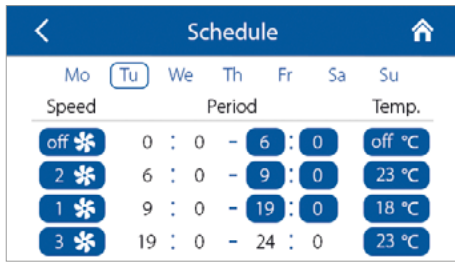 Schedule
Mo Tu We Th Fr Sa Su
Speed Period Temp.
off 0 : 0 - 6 : 0 off °C
2 6 : 0 - 9 : 0 23 °C
1 9 : 0 - 19 : 0 18 °C
3 19 : 0 - 24 : 0 23 °C